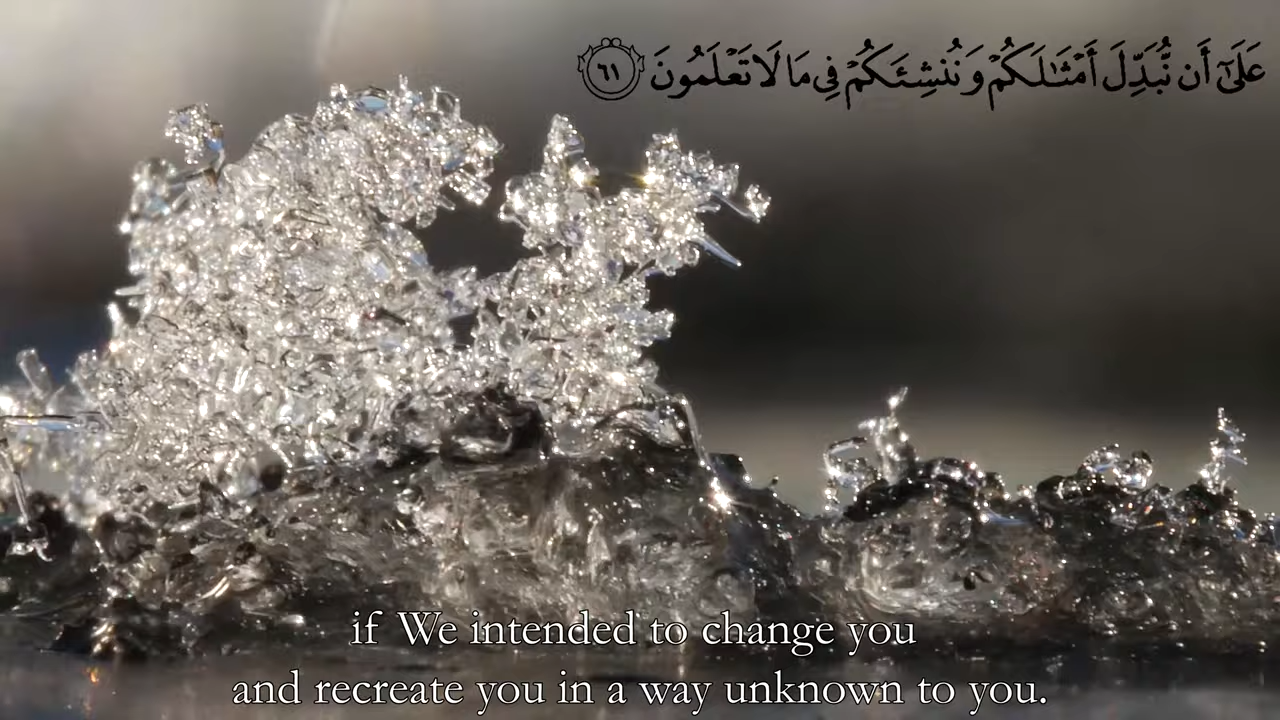 عَلَىٰٓ أَن نُّبَدِّلَ أَمْثَـٰلَكُمْ وَنُنشِئَكُمْ فِى مَا لَا تَعْلَمُونَ ٦١
if We intended to change you
and recreate you in a way unknown to you.